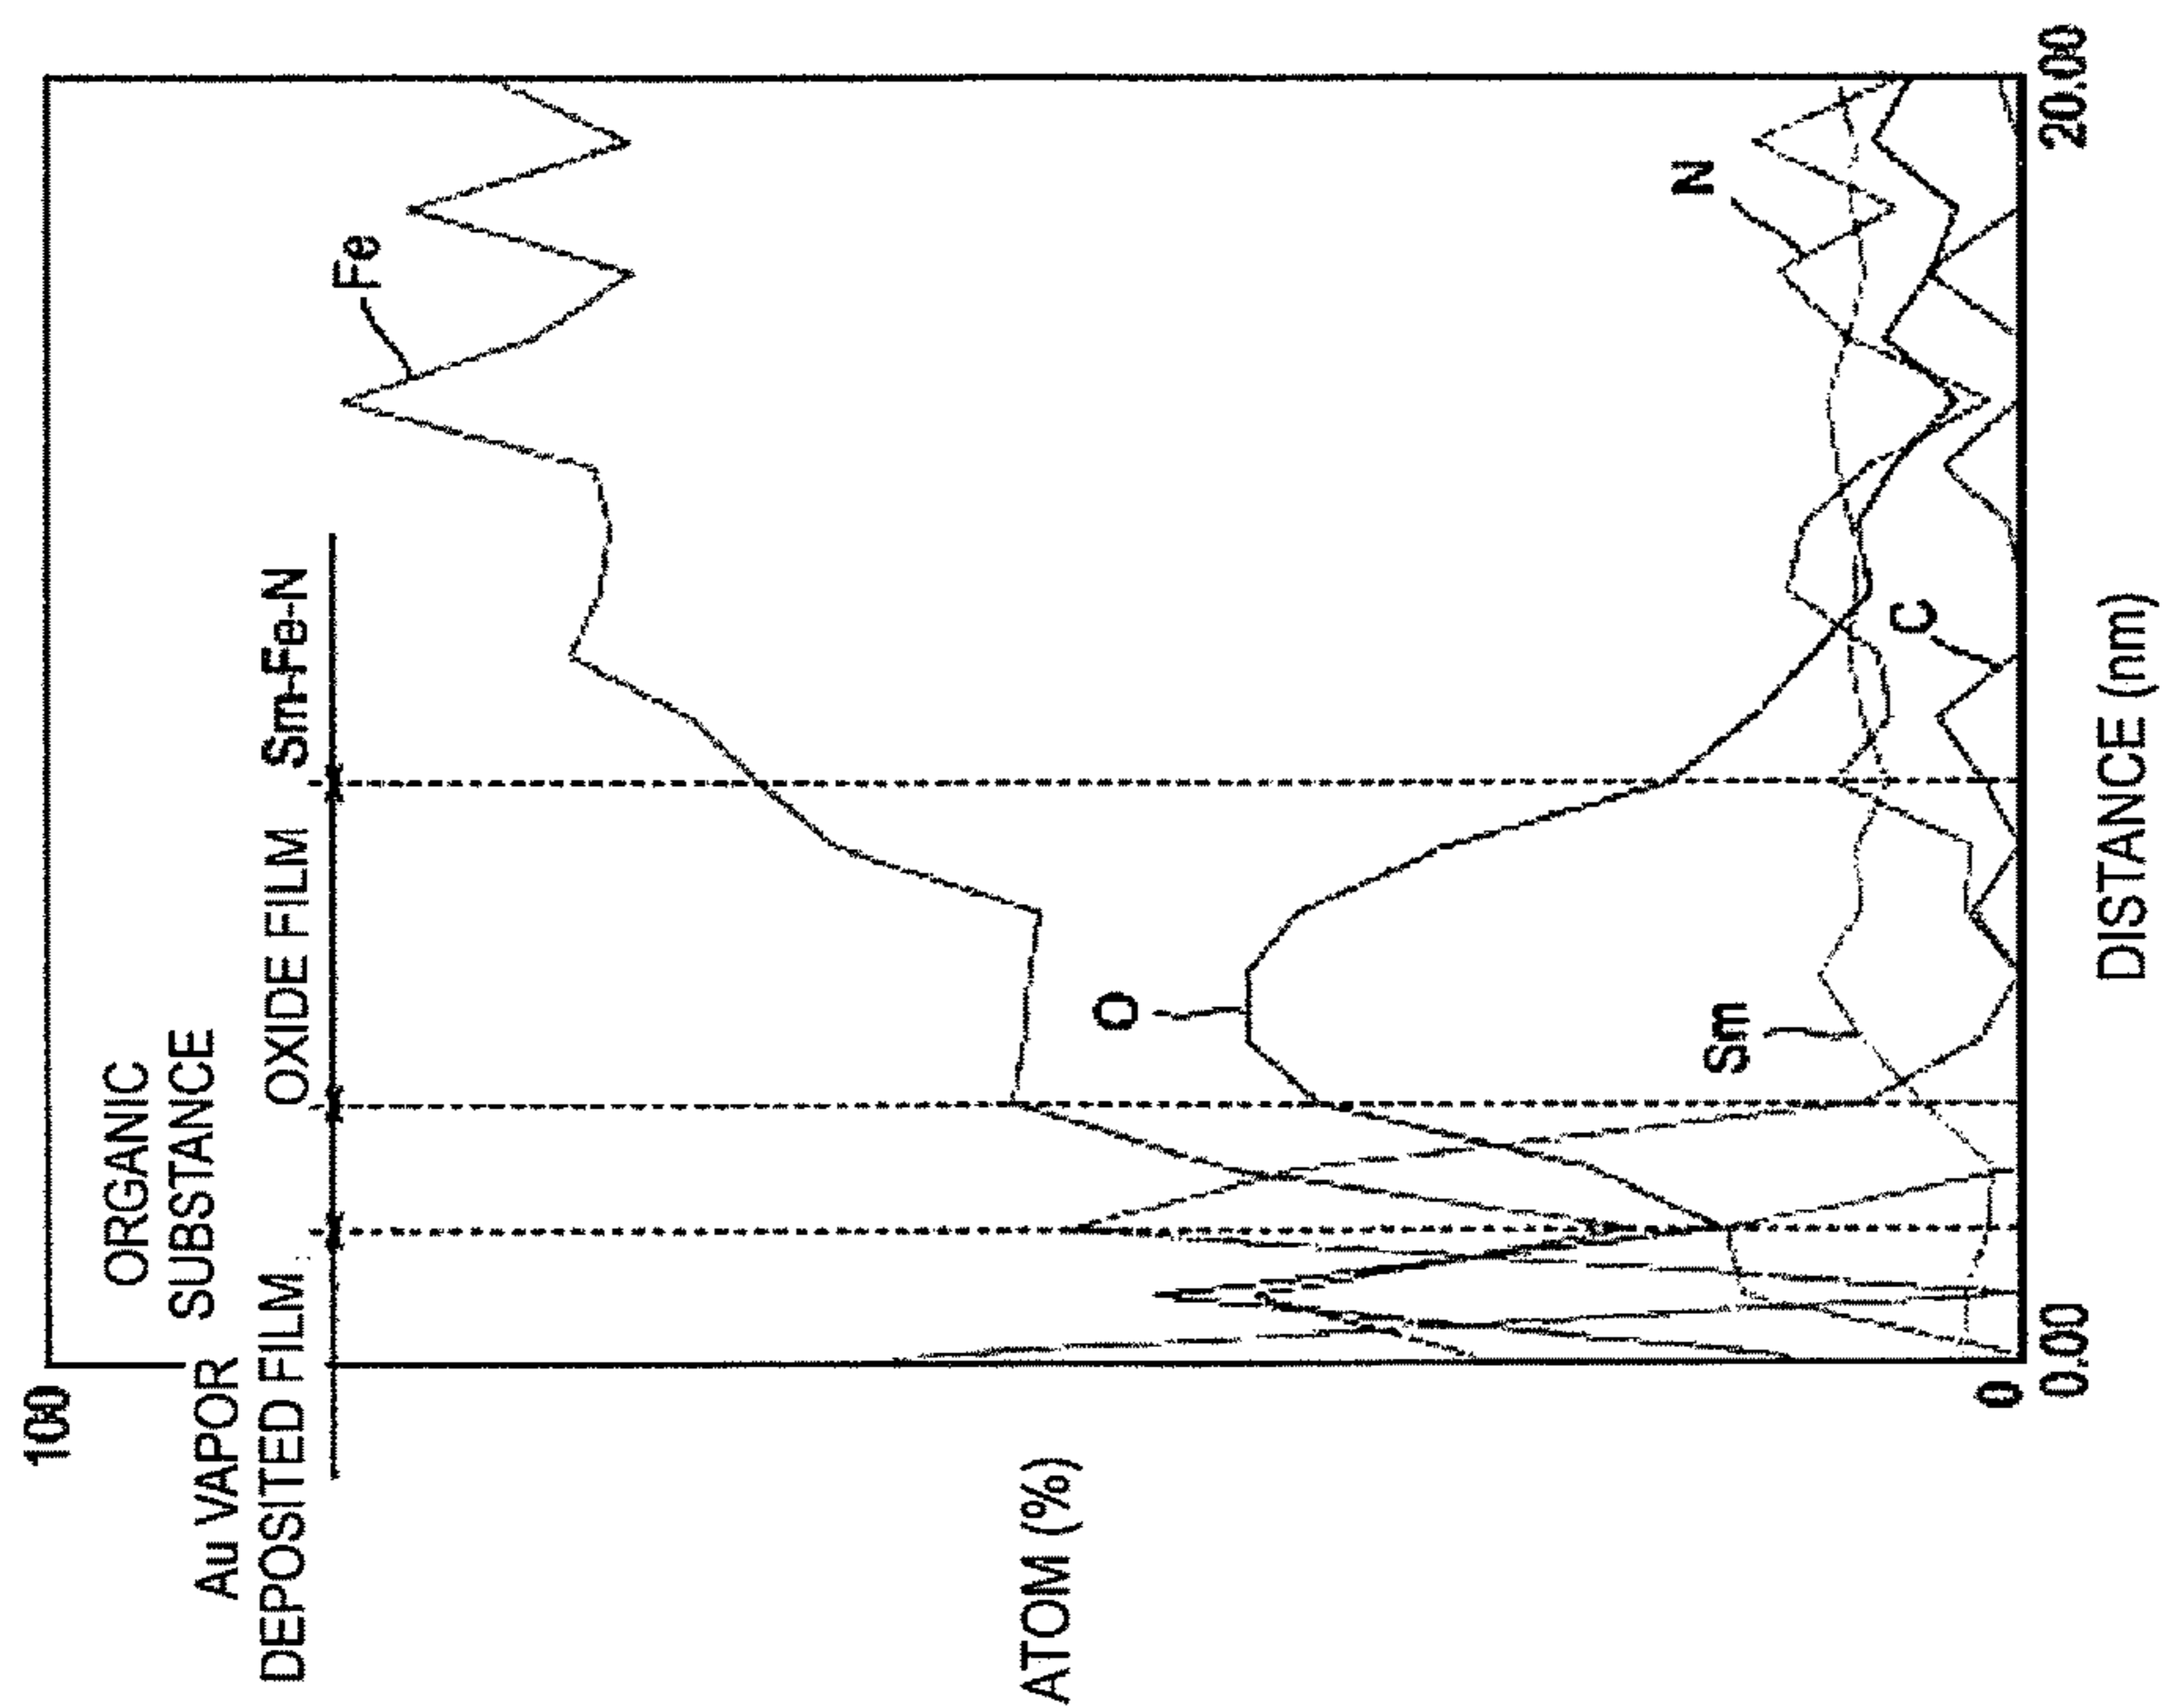 100
ORGANIC
SUBSTANCE
Au VAPOR
DEPOSITED FILM
OXIDE FILM
Sm-Fe-N
Fe
O
N
Sm
C
ATOM (%)
0
0.00
20.00
DISTANCE (nm)